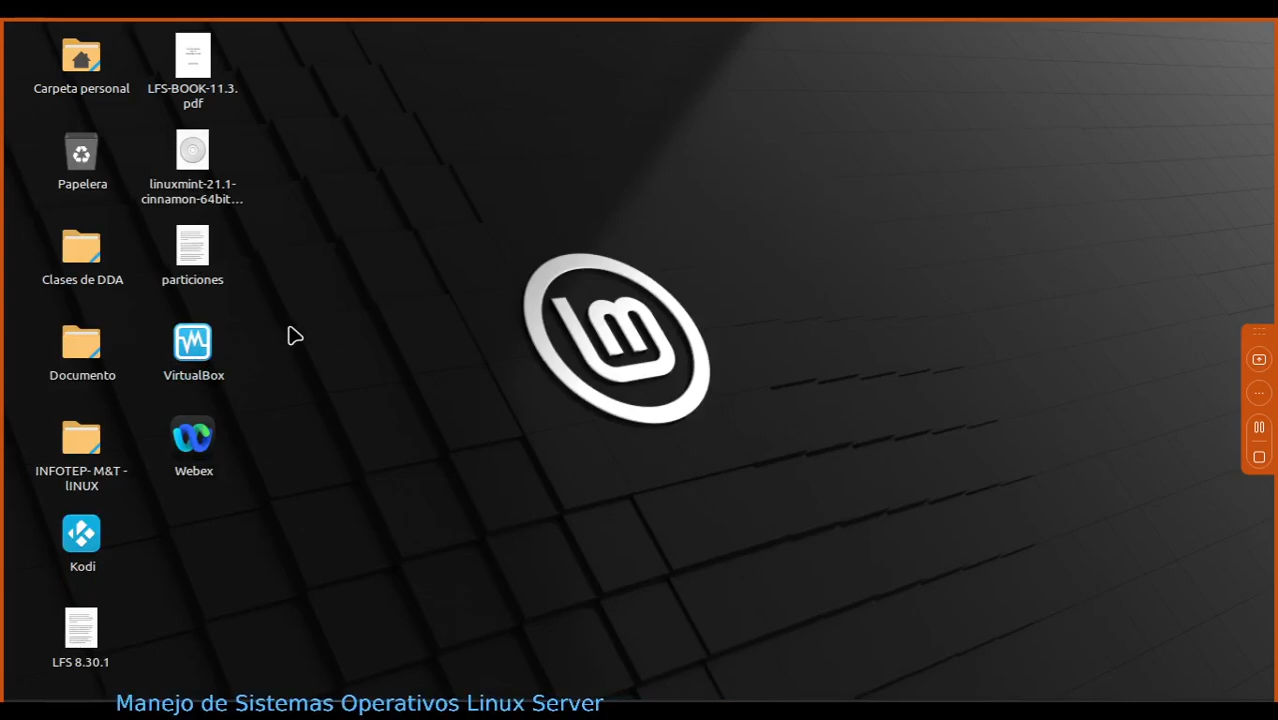 Carpeta personal
LFS-BOOK-11.3.
pdf
Papelera
linuxmint-21.1-
cinnamon-64bit...
Clases de DDA
particiones
Documento
VirtualBox
INFOTEP- M&T -
lINUX
Webex
Kodi
LFS 8.30.1
Manejo de Sistemas Operativos Linux Server